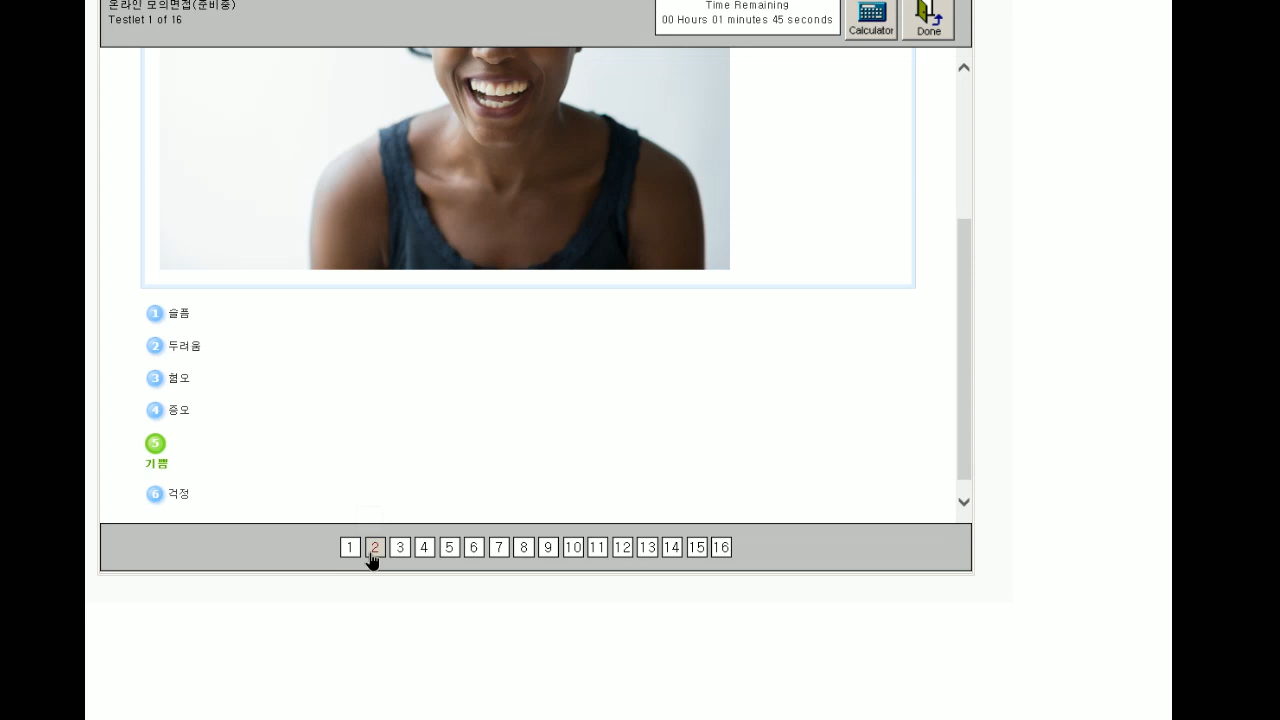 온라인 모의면접(준비중)
Testlet 1 of 16
Time Remaining
00 Hours 01 minutes 45 seconds
Calculator
Done
1 슬픔
2 두려움
3 혐오
4 증오
5
기쁨
6 걱정
1 2 3 4 5 6 7 8 9 10 11 12 13 14 15 16